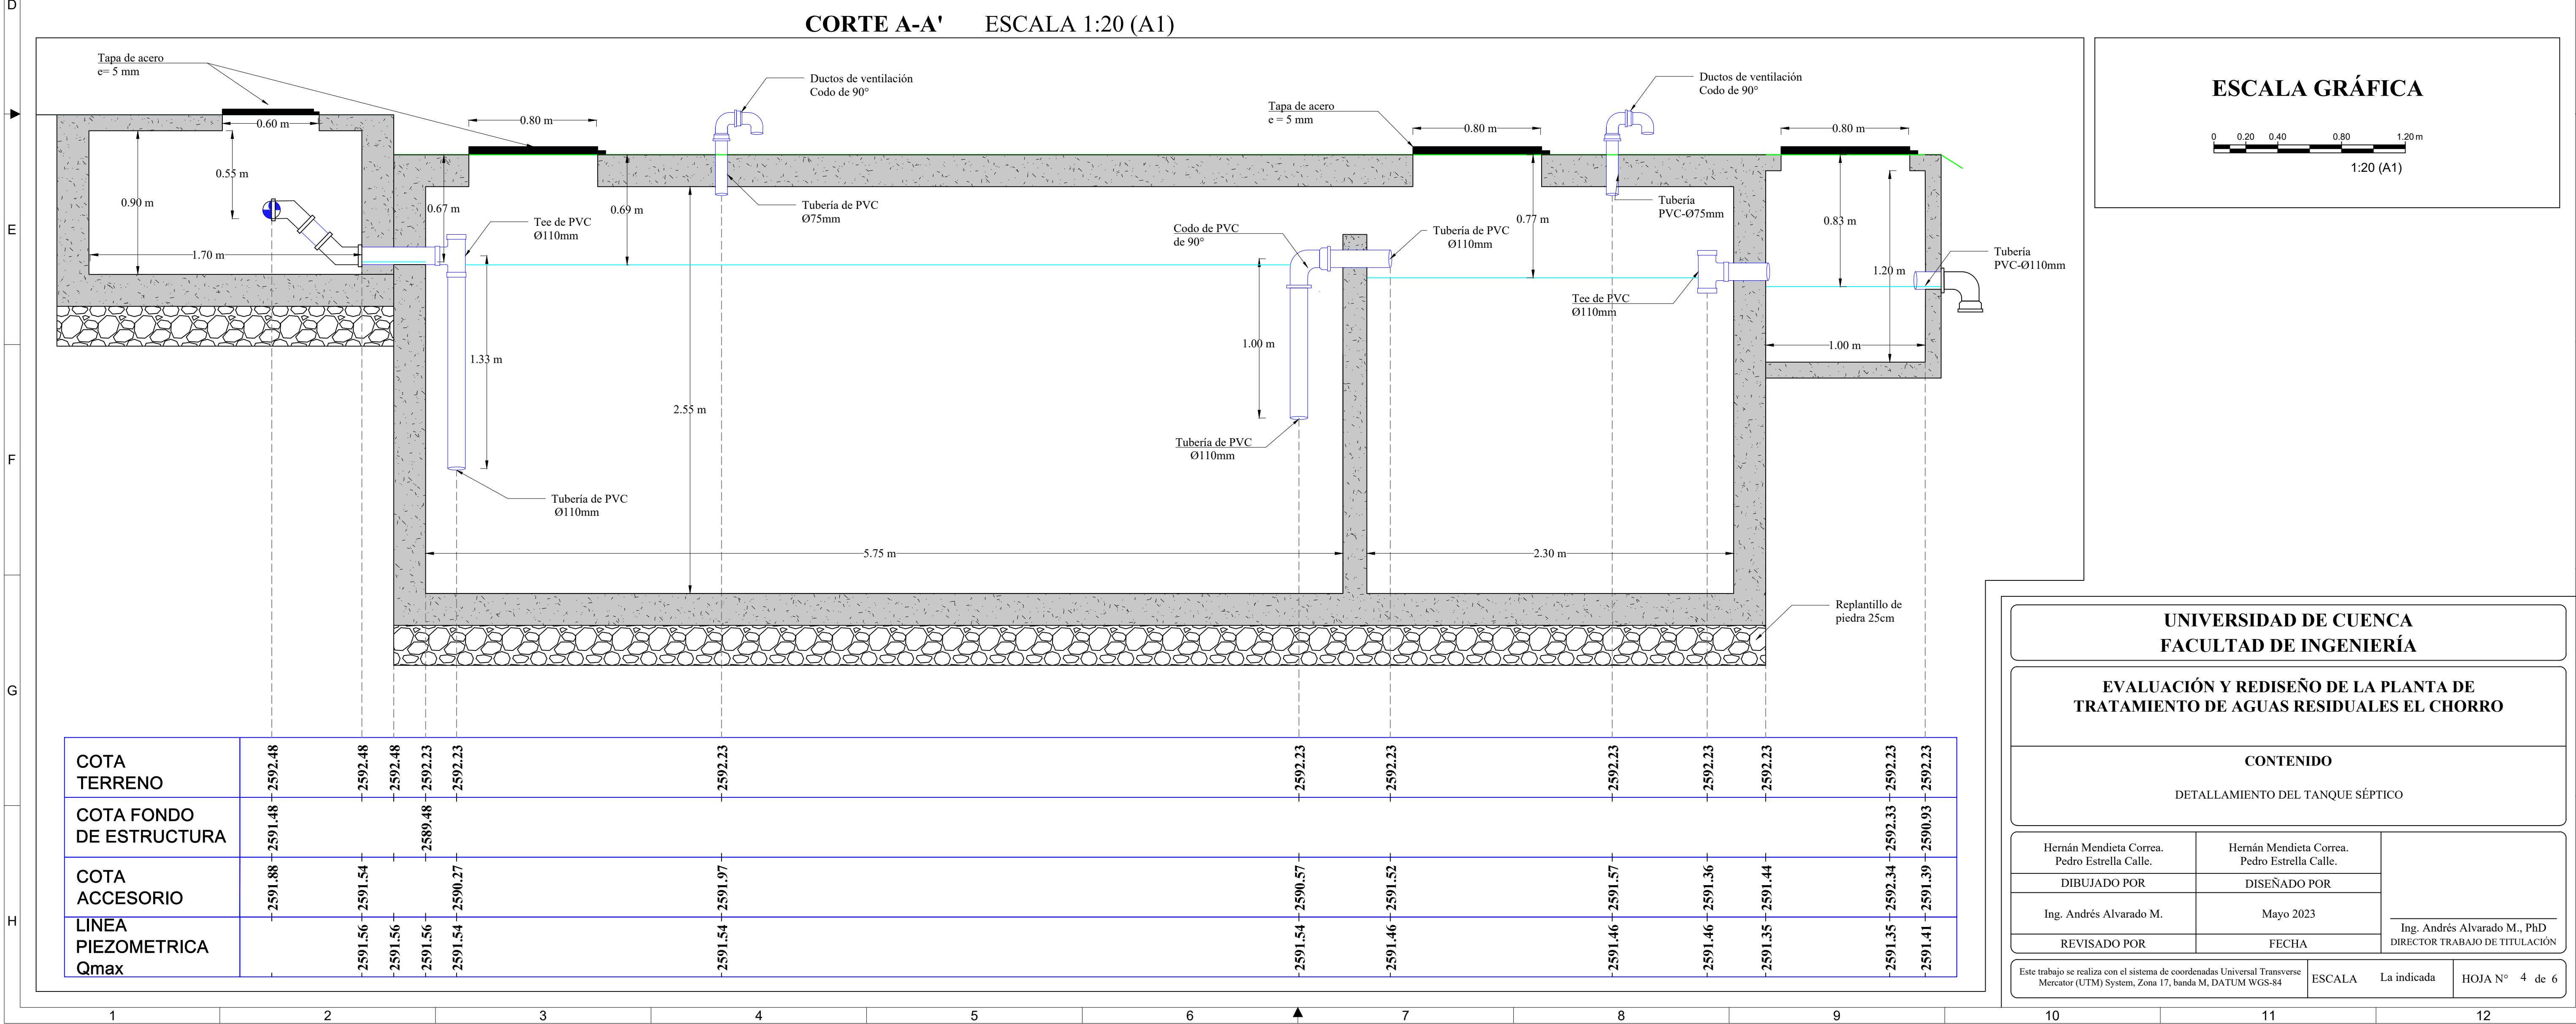 D
CORTE A-A' ESCALA 1:20 (A1)
Tapa de acero
e= 5 mm
0.60 m
0.55 m
0.90 m
1.70 m
0.80 m
0.67 m
0.69 m
Tee de PVC
Ø110mm
1.33 m
Tubería de PVC
Ø110mm
Ductos de ventilación
Codo de 90°
Tubería de PVC
Ø75mm
2.55 m
5.75 m
Codo de PVC
de 90°
1.00 m
Tubería de PVC
Ø110mm
Tapa de acero
e = 5 mm
0.80 m
Tubería de PVC
Ø110mm
0.77 m
Ductos de ventilación
Codo de 90°
Tubería
PVC-Ø75mm
Tee de PVC
Ø110mm
2.30 m
0.80 m
0.83 m
1.20 m
1.00 m
Tubería
PVC-Ø110mm
Replantillo de
piedra 25cm
ESCALA GRÁFICA
0 0.20 0.40 0.80 1.20 m
1:20 (A1)
E
F
G
H
COTA
TERRENO
2592.48 2592.48 2592.48 2592.23 2592.23 2592.23 2592.23 2592.23 2592.23 2592.23 2592.23 2592.23 2592.23
COTA FONDO
DE ESTRUCTURA
2591.48 2589.48 2592.33 2590.93
COTA
ACCESORIO
2591.88 2591.54 2590.27 2591.97 2590.57 2591.52 2591.57 2591.36 2591.44 2592.34 2591.39
LINEA
PIEZOMETRICA
Qmax
2591.56 2591.56 2591.56 2591.54 2591.54 2591.54 2591.46 2591.46 2591.46 2591.35 2591.35 2591.41
UNIVERSIDAD DE CUENCA
FACULTAD DE INGENIERÍA
EVALUACIÓN Y REDISEÑO DE LA PLANTA DE
TRATAMIENTO DE AGUAS RESIDUALES EL CHORRO
CONTENIDO
DETALLAMIENTO DEL TANQUE SÉPTICO
Hernán Mendieta Correa.
Pedro Estrella Calle.
DIBUJADO POR
Hernán Mendieta Correa.
Pedro Estrella Calle.
DISEÑADO POR
Ing. Andrés Alvarado M.
REVISADO POR
Mayo 2023
FECHA
Ing. Andrés Alvarado M., PhD
DIRECTOR TRABAJO DE TITULACIÓN
Este trabajo se realiza con el sistema de coordenadas Universal Transverse
Mercator (UTM) System, Zona 17, banda M, DATUM WGS-84
ESCALA La indicada
HOJA N° 4 de 6
1 2 3 4 5 6 7 8 9 10 11 12